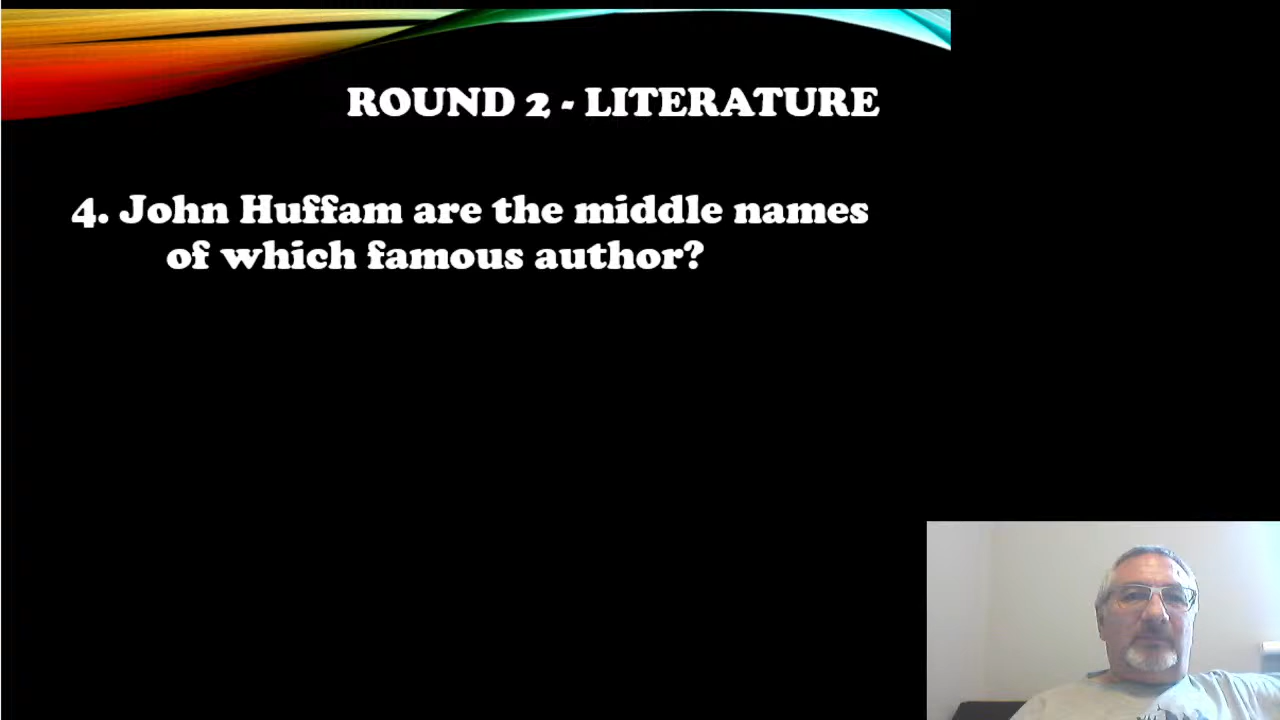 ROUND 2 - LITERATURE
4. John Huffam are the middle names
of which famous author?